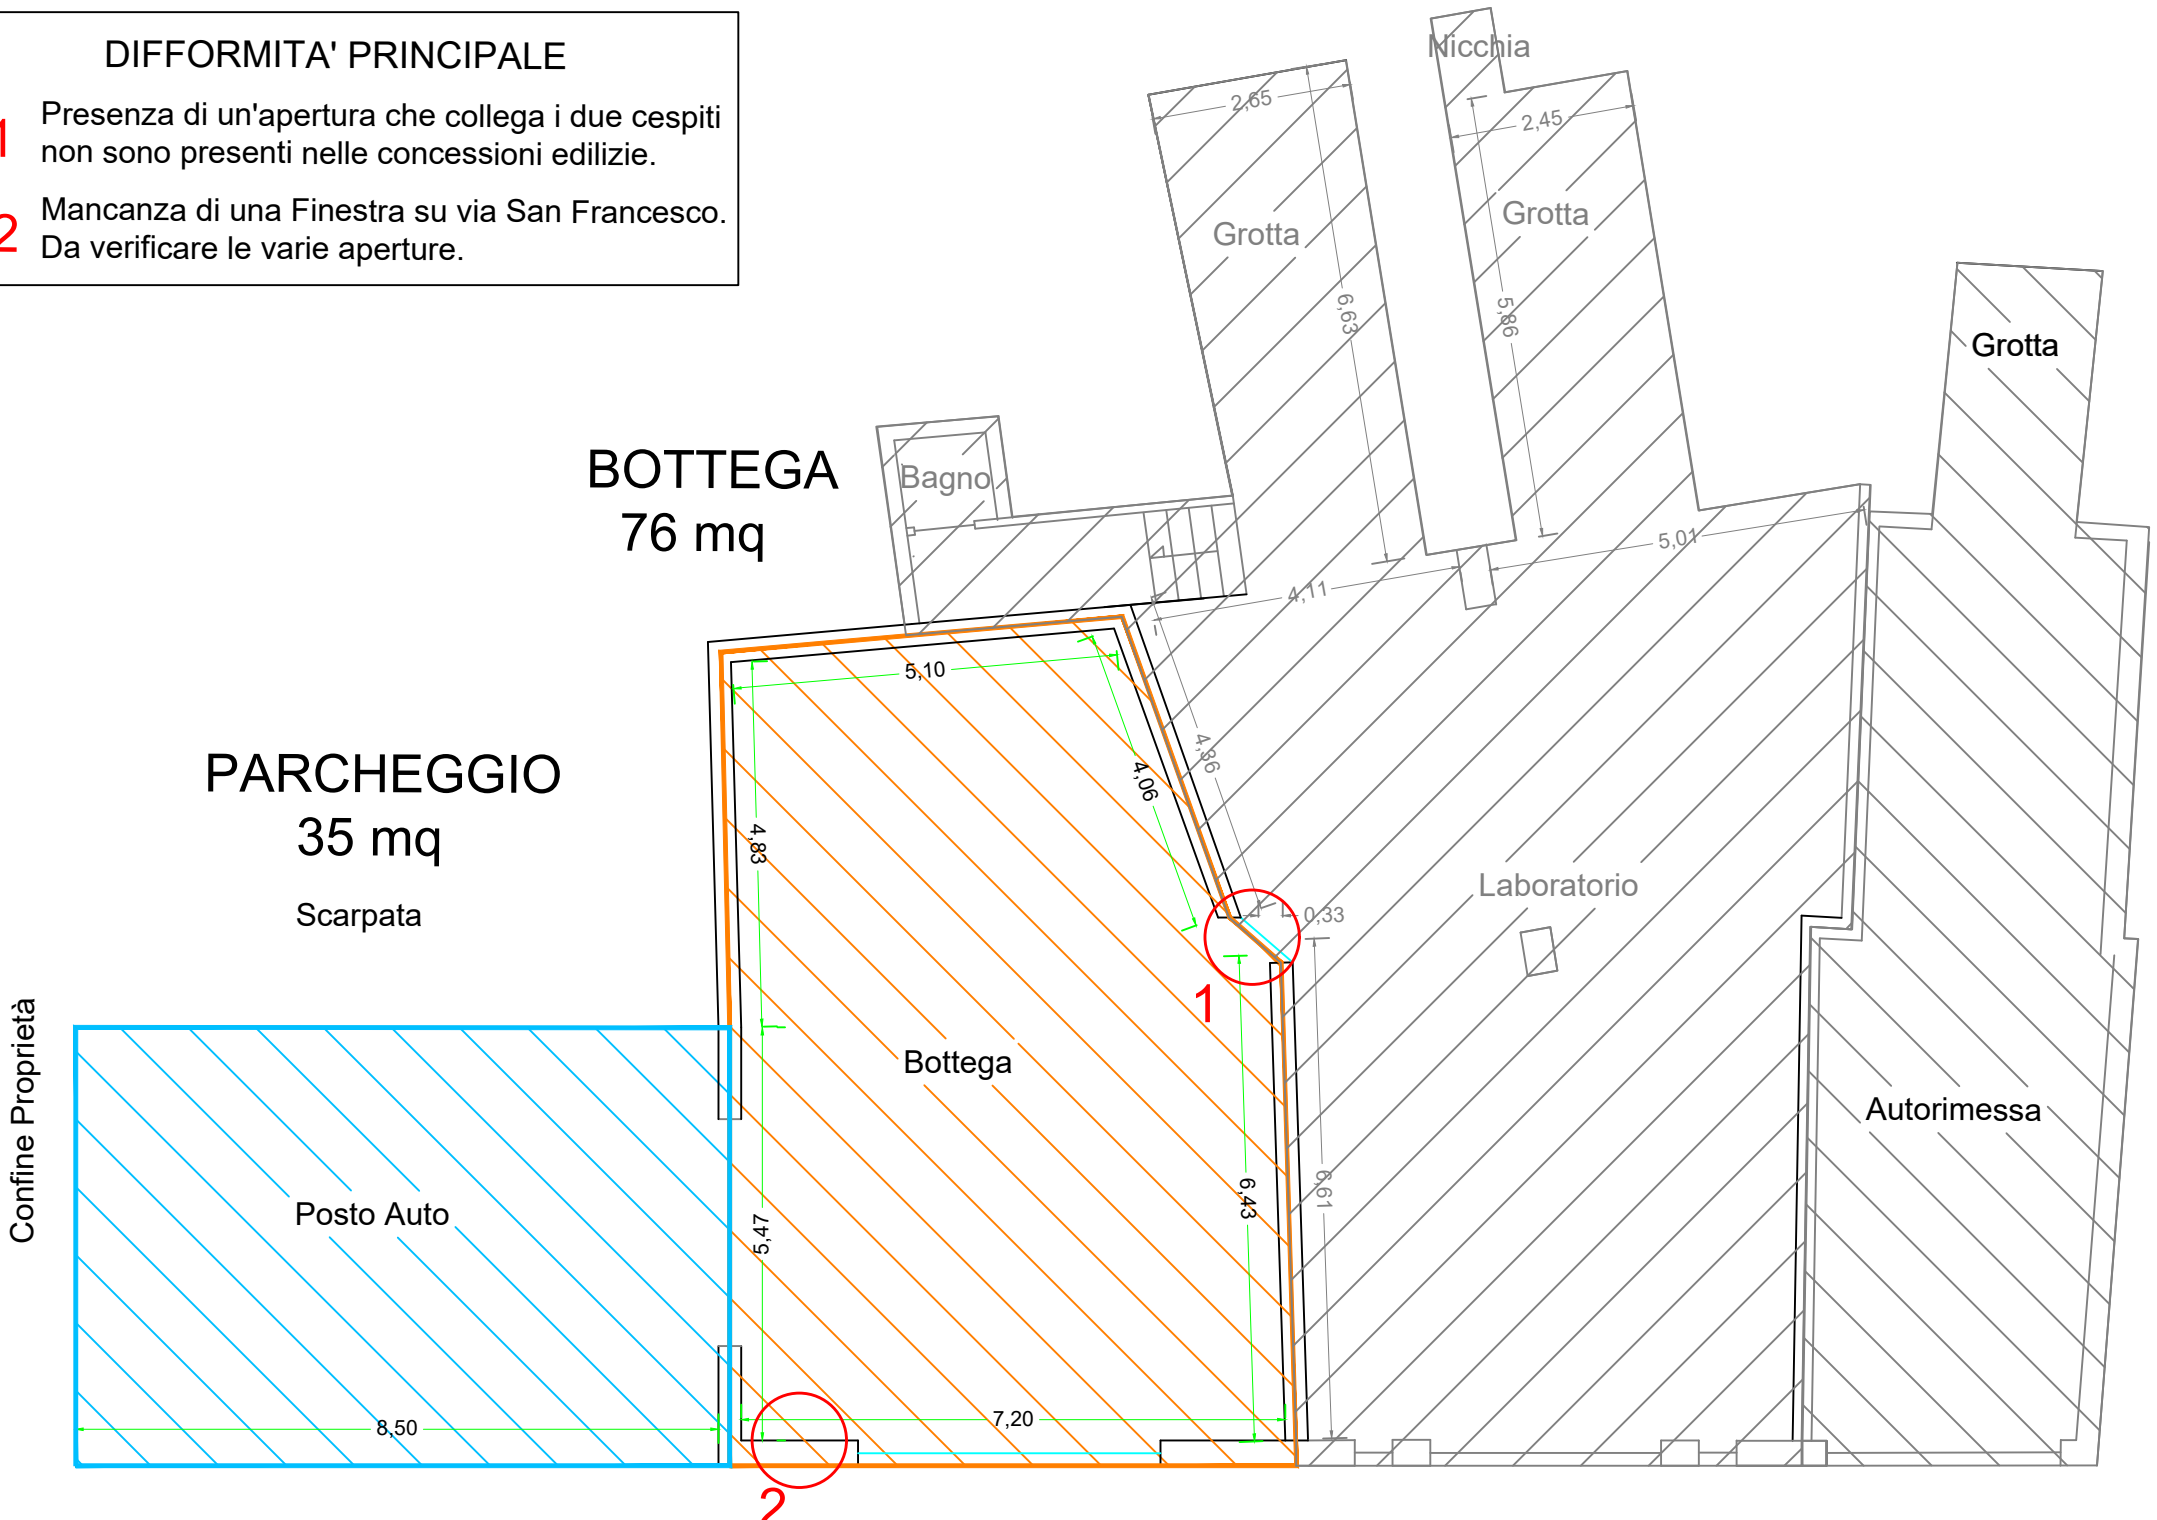 DIFFORMITA' PRINCIPALE
1 Presenza di un'apertura che collega i due cespiti
non sono presenti nelle concessioni edilizie.
2 Mancanza di una Finestra su via San Francesco.
Da verificare le varie aperture.
Nicchia
2,65
2,45
Grotta
Grotta
6,63
5,86
Grotta
BOTTEGA
76 mq
Bagno
5,01
4,11
5,10
4,36
4,06
4,83
PARCHEGGIO
35 mq
Scarpata
Laboratorio
0,33
1
Confine Proprietà
Bottega
Autorimessa
Posto Auto
5,47
6,43
6,61
8,50
7,20
2